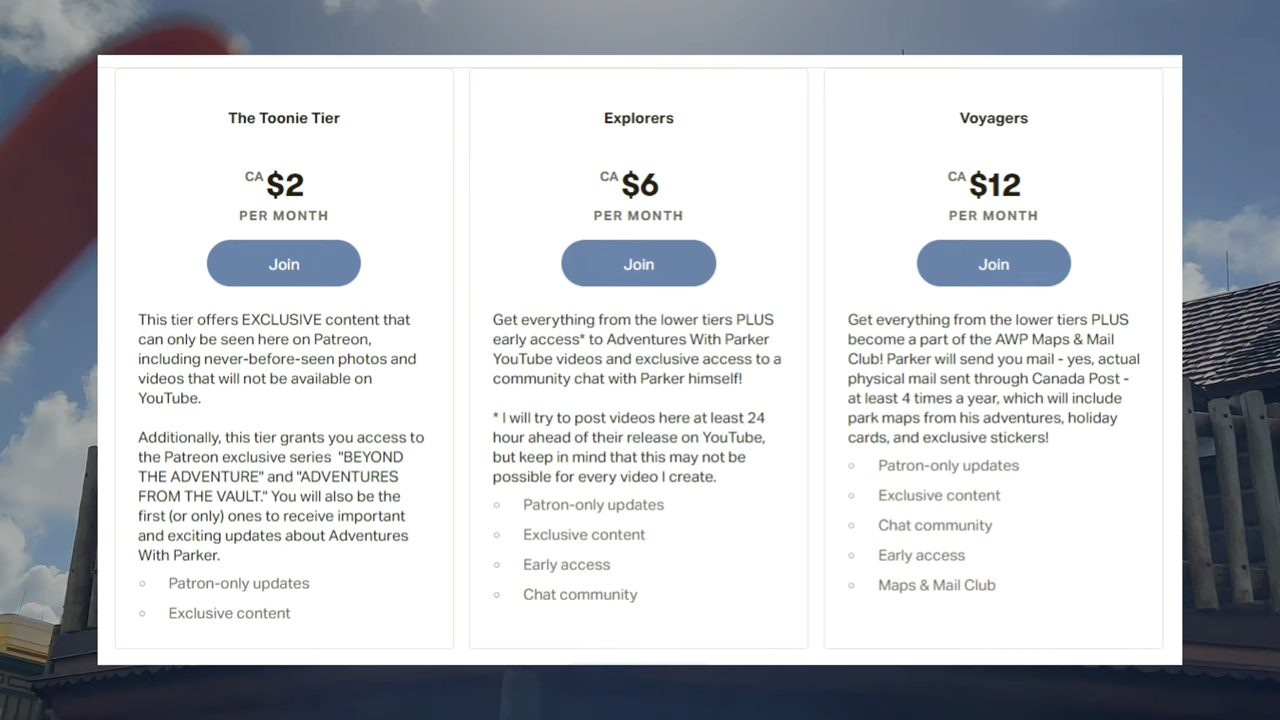 The Toonie Tier
CA $2
PER MONTH
Join
This tier offers EXCLUSIVE content that
can only be seen here on Patreon,
including never-before-seen photos and
videos that will not be available on
YouTube.
Additionally, this tier grants you access to
the Patreon exclusive series "BEYOND
THE ADVENTURE" and "ADVENTURES
FROM THE VAULT." You will also be the
first (or only) ones to receive important
and exciting updates about Adventures
With Parker.
Patron-only updates
Exclusive content
Explorers
CA $6
PER MONTH
Join
Get everything from the lower tiers PLUS
early access* to Adventures With Parker
YouTube videos and exclusive access to a
community chat with Parker himself!
* I will try to post videos here at least 24
hour ahead of their release on YouTube,
but keep in mind that this may not be
possible for every video I create.
Patron-only updates
Exclusive content
Early access
Chat community
Voyagers
CA $12
PER MONTH
Join
Get everything from the lower tiers PLUS
become a part of the AWP Maps & Mail
Club! Parker will send you mail - yes, actual
physical mail sent through Canada Post -
at least 4 times a year, which will include
park maps from his adventures, holiday
cards, and exclusive stickers!
Patron-only updates
Exclusive content
Chat community
Early access
Maps & Mail Club